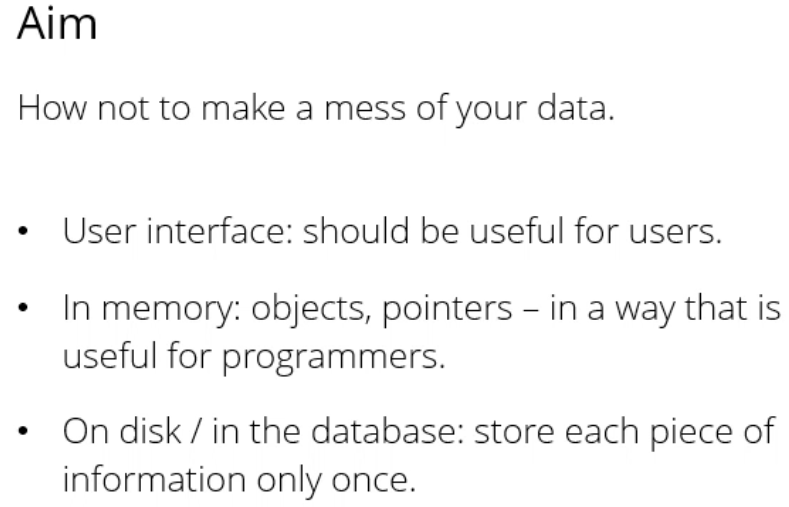 Aim
How not to make a mess of your data.
• User interface: should be useful for users.
• In memory: objects, pointers – in a way that is
useful for programmers.
• On disk / in the database: store each piece of
information only once.